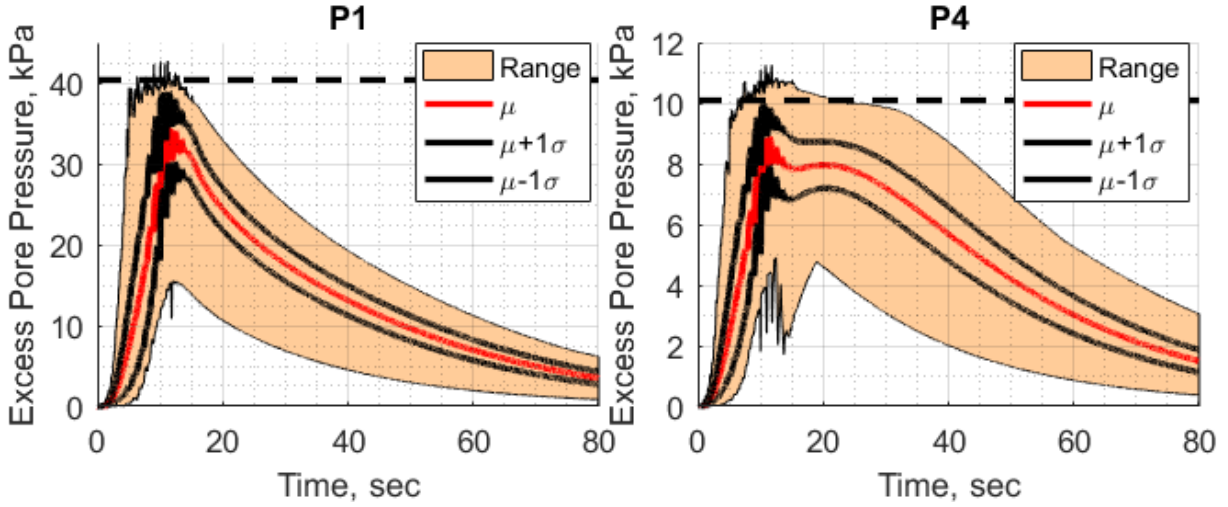 P1
Excess Pore Pressure, kPa
40
30
20
10
0
0 20 40 60 80
Time, sec
Range
μ
μ+1σ
μ-1σ
P4
Excess Pore Pressure, kPa
12
10
8
6
4
2
0
0 20 40 60 80
Time, sec
Range
μ
μ+1σ
μ-1σ